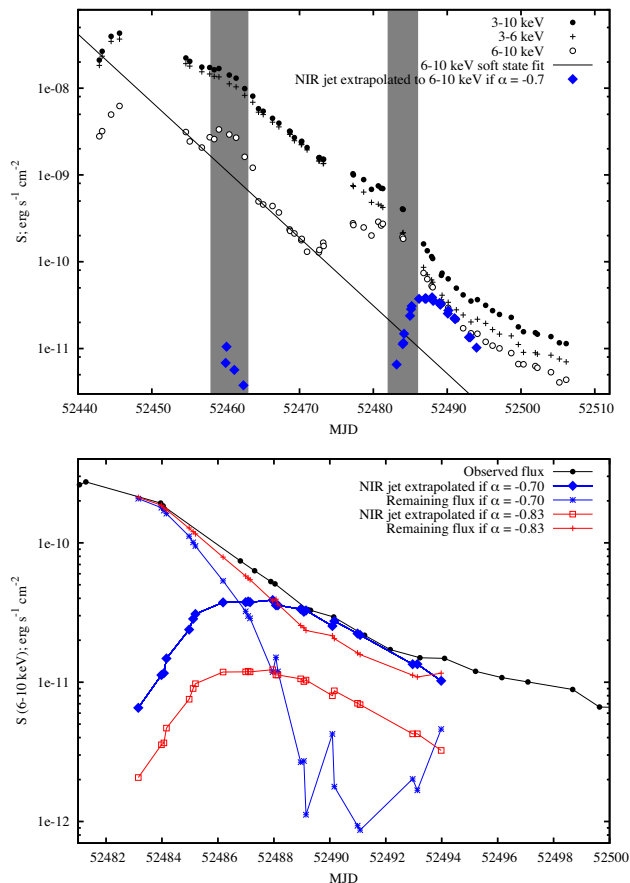 3-10 keV
3-6 keV
6-10 keV
6-10 keV soft state fit
NIR jet extrapolated to 6-10 keV if α = -0.7
S; erg s⁻¹ cm⁻²
1e-08
1e-09
1e-10
1e-11
52440 52450 52460 52470 52480 52490 52500 52510
MJD
Observed flux
NIR jet extrapolated if α = -0.70
Remaining flux if α = -0.70
NIR jet extrapolated if α = -0.83
Remaining flux if α = -0.83
S (6-10 keV); erg s⁻¹ cm⁻²
1e-10
1e-11
1e-12
52482 52484 52486 52488 52490 52492 52494 52496 52498 52500
MJD